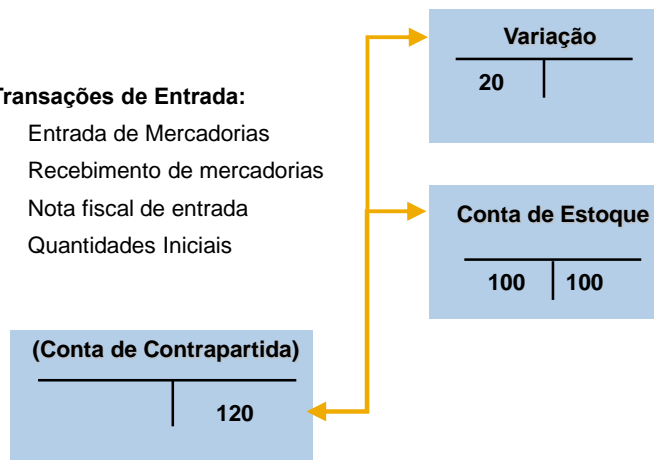 Variação
20
Transações de Entrada:
Entrada de Mercadorias
Recebimento de mercadorias
Nota fiscal de entrada
Quantidades Iniciais
Conta de Estoque
100 100
(Conta de Contrapartida)
120